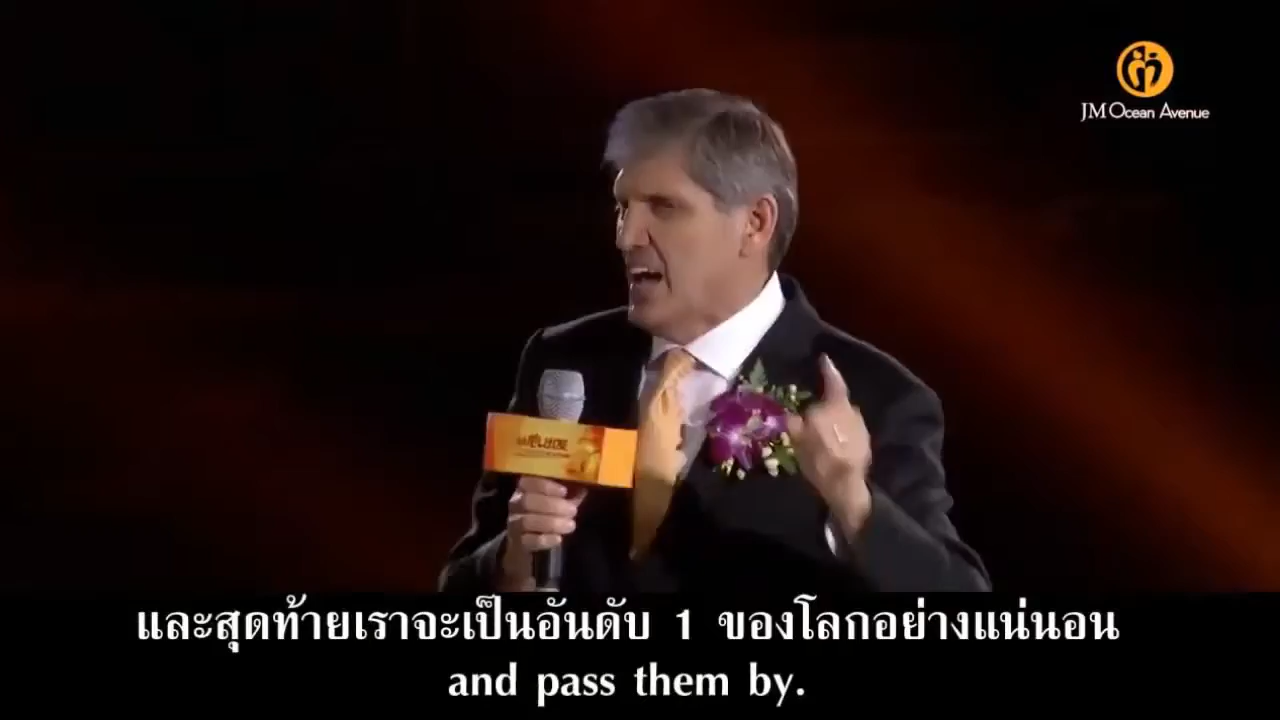 JM Ocean Avenue
และสุดท้ายเราจะเป็นอันดับ 1 ของโลกอย่างแน่นอน
and pass them by.